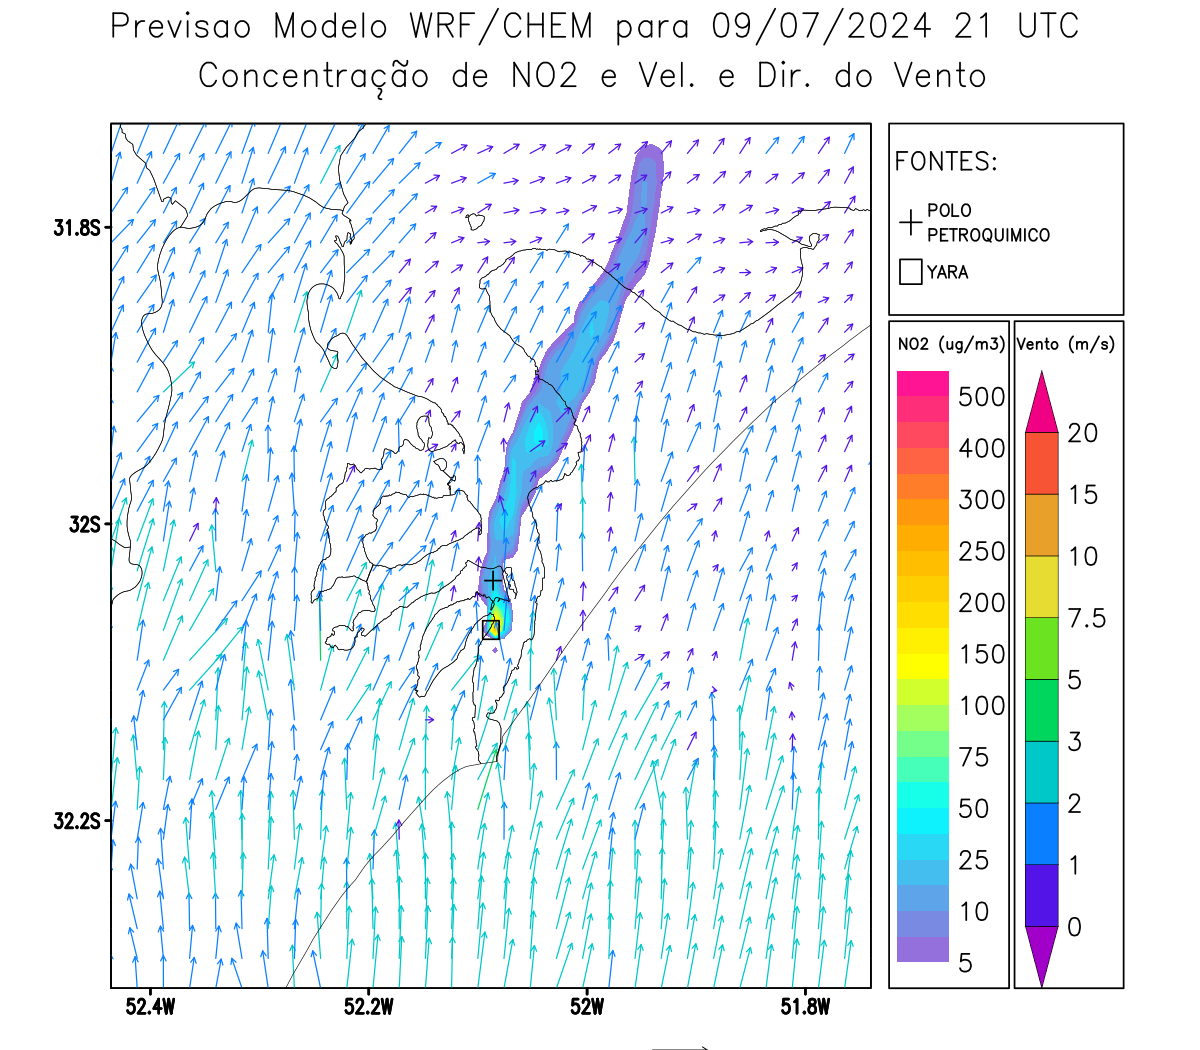 Previsao Modelo WRF/CHEM para 09/07/2024 21 UTC
Concentração de NO2 e Vel. e Dir. do Vento
FONTES:
POLO
PETROQUIMICO
YARA
NO2 (ug/m3)
500
400
300
250
200
150
100
75
50
25
10
5
Vento (m/s)
20
15
10
7.5
5
3
2
1
0
31.8S
32S
32.2S
52.4W
52.2W
52W
51.8W